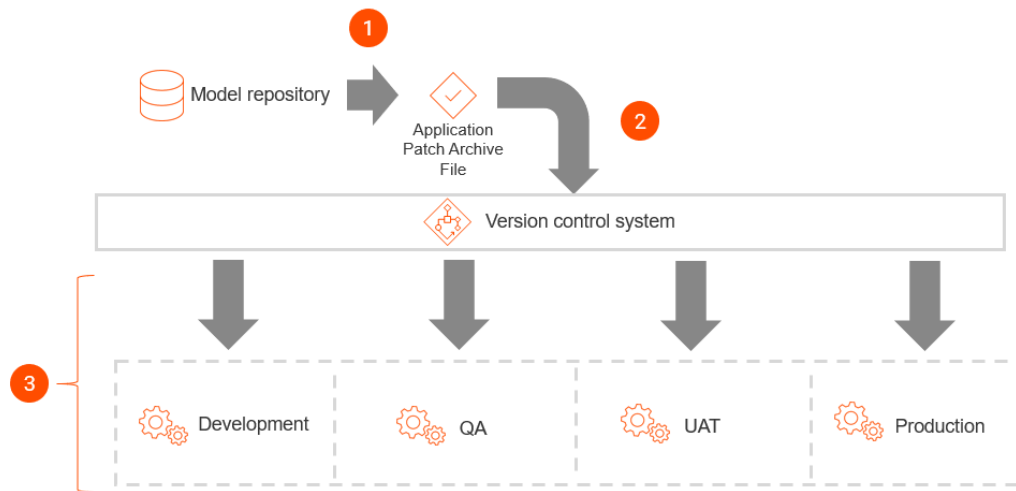 1
Model repository
Application
Patch Archive
File
2
Version control system
3
Development
QA
UAT
Production